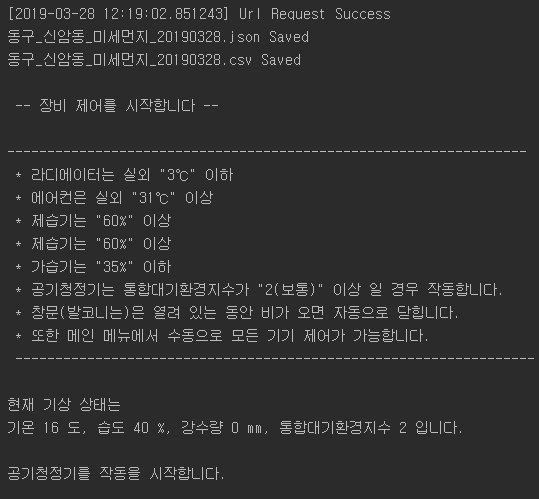 [2019-03-28 12:19:02.851243] Url Request Success
동구_신암동_미세먼지_20190328.json Saved
동구_신암동_미세먼지_20190328.csv Saved
-- 장비 제어를 시작합니다 --
-----------------------------------------------------------------
* 라디에이터는 실외 "3℃" 이하
* 에어컨은 실외 "31℃" 이상
* 제습기는 "60%" 이상
* 제습기는 "60%" 이상
* 가습기는 "35%" 이하
* 공기청정기는 통합대기환경지수가 "2(보통)" 이상 일 경우 작동합니다.
* 창문(발코니는)은 열려 있는 동안 비가 오면 자동으로 닫힙니다.
* 또한 메인 메뉴에서 수동으로 모든 기기 제어가 가능합니다.
-----------------------------------------------------------------
현재 기상 상태는
기온 16 도, 습도 40 %, 강수량 0 mm, 통합대기환경지수 2 입니다.
공기청정기를 작동을 시작합니다.